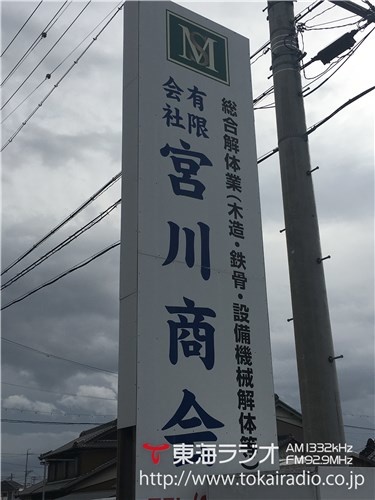 総合解体業(木造・鉄骨・設備機械解体等)
有限
会社
宮川商会
東海ラジオ AM1332kHz
FM92.9MHz
http://www.tokairadio.co.jp